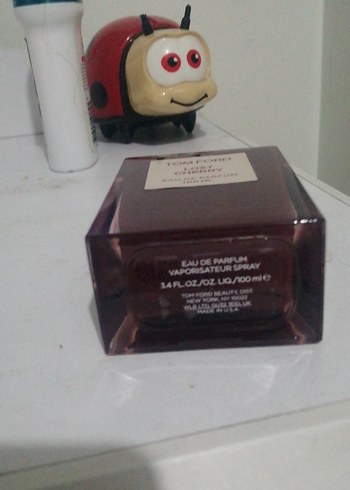 TOM FORD
LOST
CHERRY
EAU DE PARFUM
EAU DE PARFUM
VAPORISATEUR SPRAY
3.4 FL.OZ./OZ. LIQ./100 ml e
TOM FORD BEAUTY, DIST.
NEW YORK, NY 10022
MADE IN U.S.A.